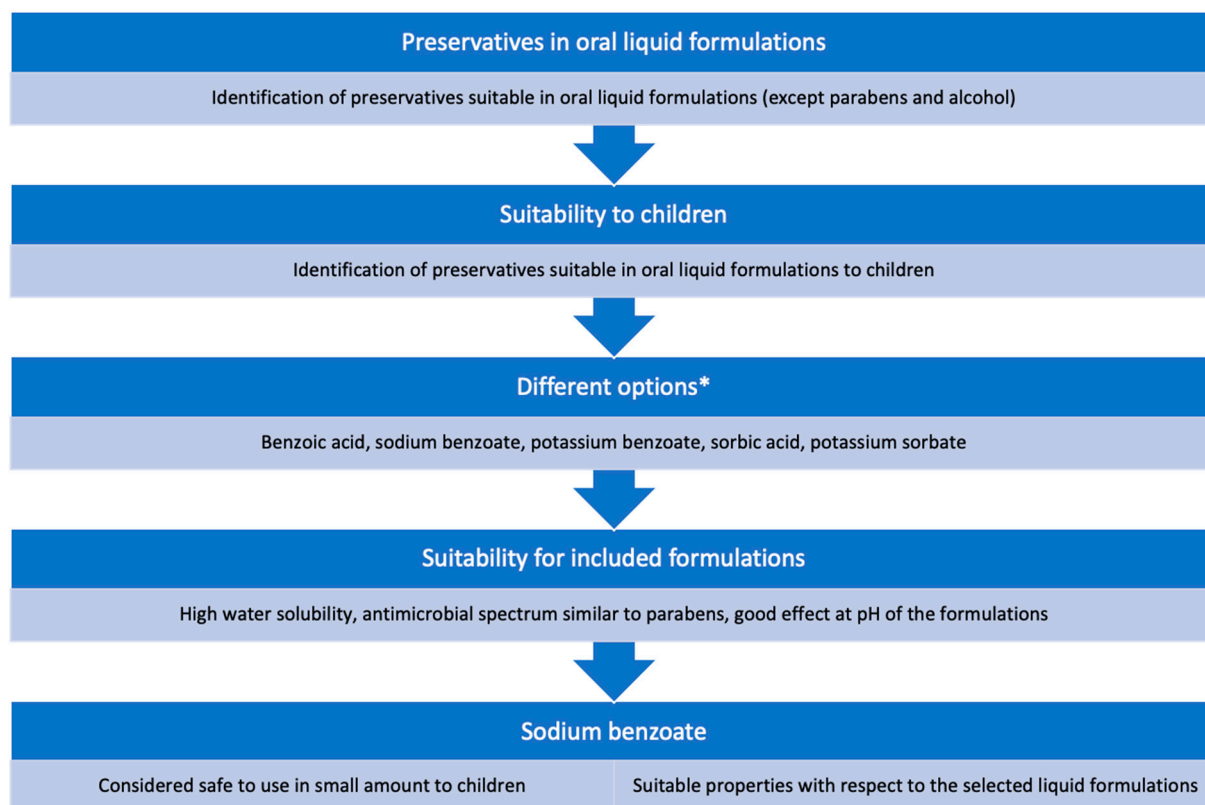 Preservatives in oral liquid formulations
Identification of preservatives suitable in oral liquid formulations (except parabens and alcohol)
Suitability to children
Identification of preservatives suitable in oral liquid formulations to children
Different options*
Benzoic acid, sodium benzoate, potassium benzoate, sorbic acid, potassium sorbate
Suitability for included formulations
High water solubility, antimicrobial spectrum similar to parabens, good effect at pH of the formulations
Sodium benzoate
Considered safe to use in small amount to children
Suitable properties with respect to the selected liquid formulations